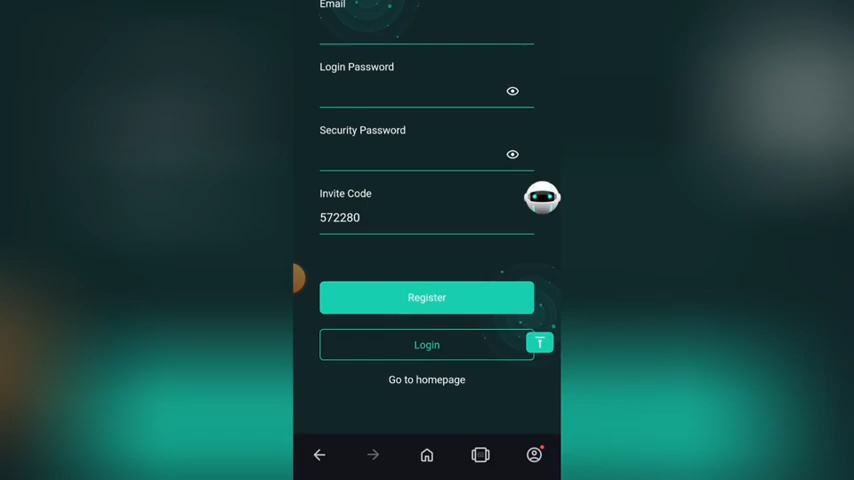 Email
Login Password
Security Password
Invite Code
572280
Register
Login
Go to homepage